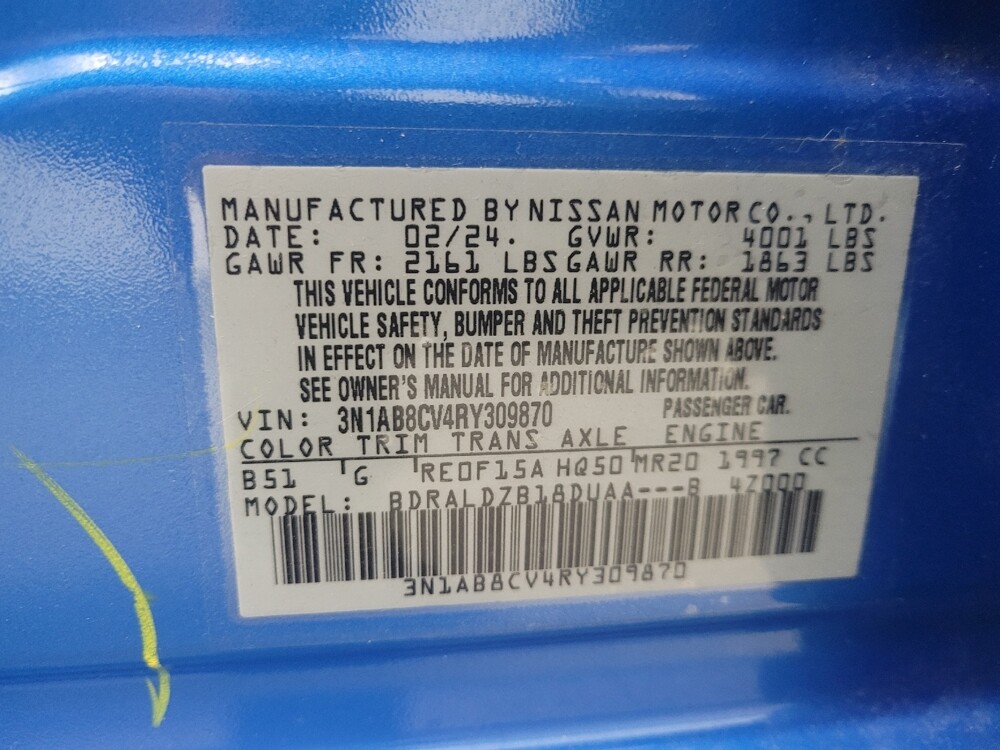 MANUFACTURED BY NISSAN MOTOR CO., LTD.
DATE: 02/24. GVWR: 4001 LBS
GAWR FR: 2161 LBS GAWR RR: 1863 LBS
THIS VEHICLE CONFORMS TO ALL APPLICABLE FEDERAL MOTOR
VEHICLE SAFETY, BUMPER AND THEFT PREVENTION STANDARDS
IN EFFECT ON THE DATE OF MANUFACTURE SHOWN ABOVE.
SEE OWNER'S MANUAL FOR ADDITIONAL INFORMATION.
VIN: 3N1AB8CV4RY309870 PASSENGER CAR.
COLOR TRIM TRANS AXLE ENGINE
B51 G RE0F15A HQ50 MR20 1997 CC
MODEL: BDRALDZB18DUAA---B 4Z000
3N1AB8CV4RY309870